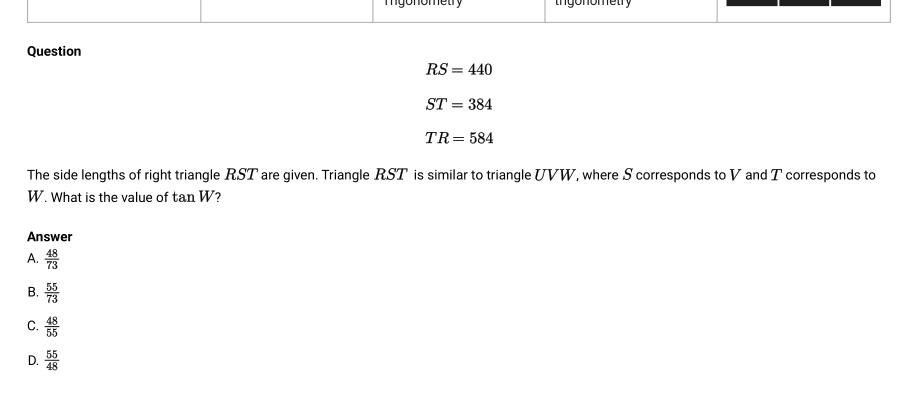 Trigonometry trigonometry
Question
RS = 440
ST = 384
TR = 584
The side lengths of right triangle RST are given. Triangle RST is similar to triangle UVW, where S corresponds to V and T corresponds to
W. What is the value of tan W?
Answer
A. 48/73
B. 55/73
C. 48/55
D. 55/48